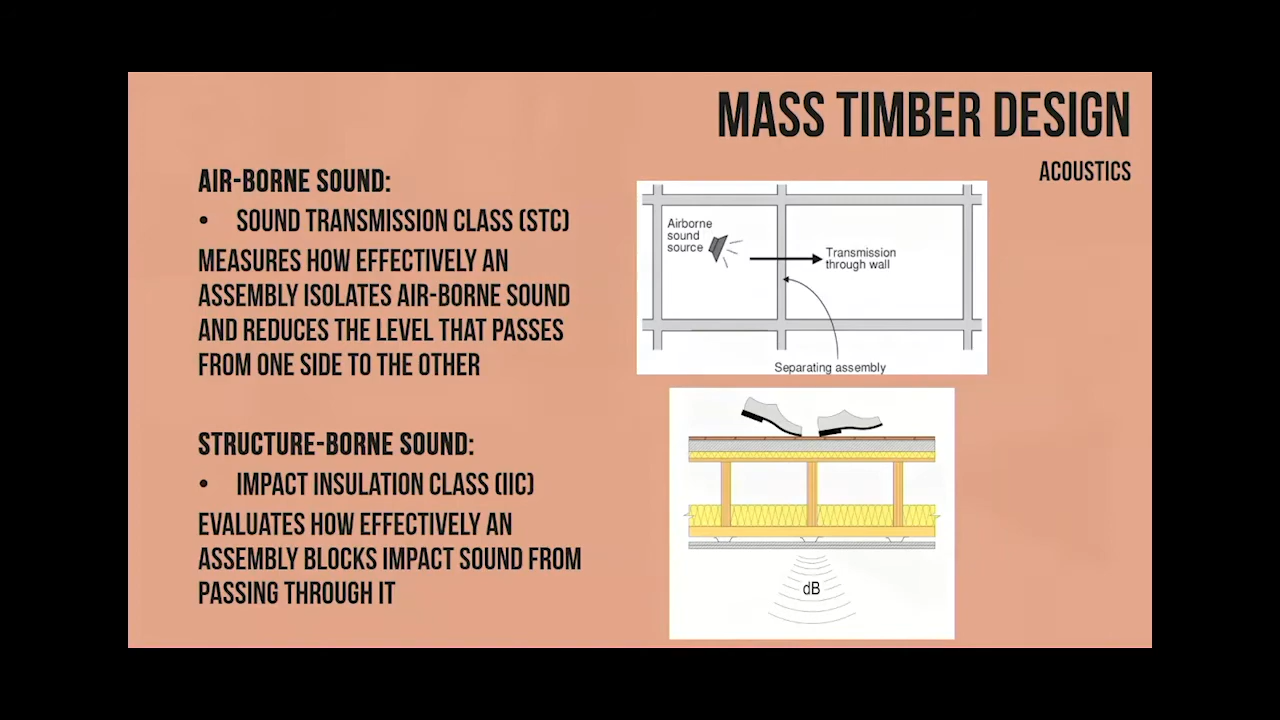 MASS TIMBER DESIGN
ACOUSTICS
AIR-BORNE SOUND:
• SOUND TRANSMISSION CLASS (STC)
MEASURES HOW EFFECTIVELY AN
ASSEMBLY ISOLATES AIR-BORNE SOUND
AND REDUCES THE LEVEL THAT PASSES
FROM ONE SIDE TO THE OTHER
STRUCTURE-BORNE SOUND:
• IMPACT INSULATION CLASS (IIC)
EVALUATES HOW EFFECTIVELY AN
ASSEMBLY BLOCKS IMPACT SOUND FROM
PASSING THROUGH IT
Airborne
sound
source
Transmission
through wall
Separating assembly
dB